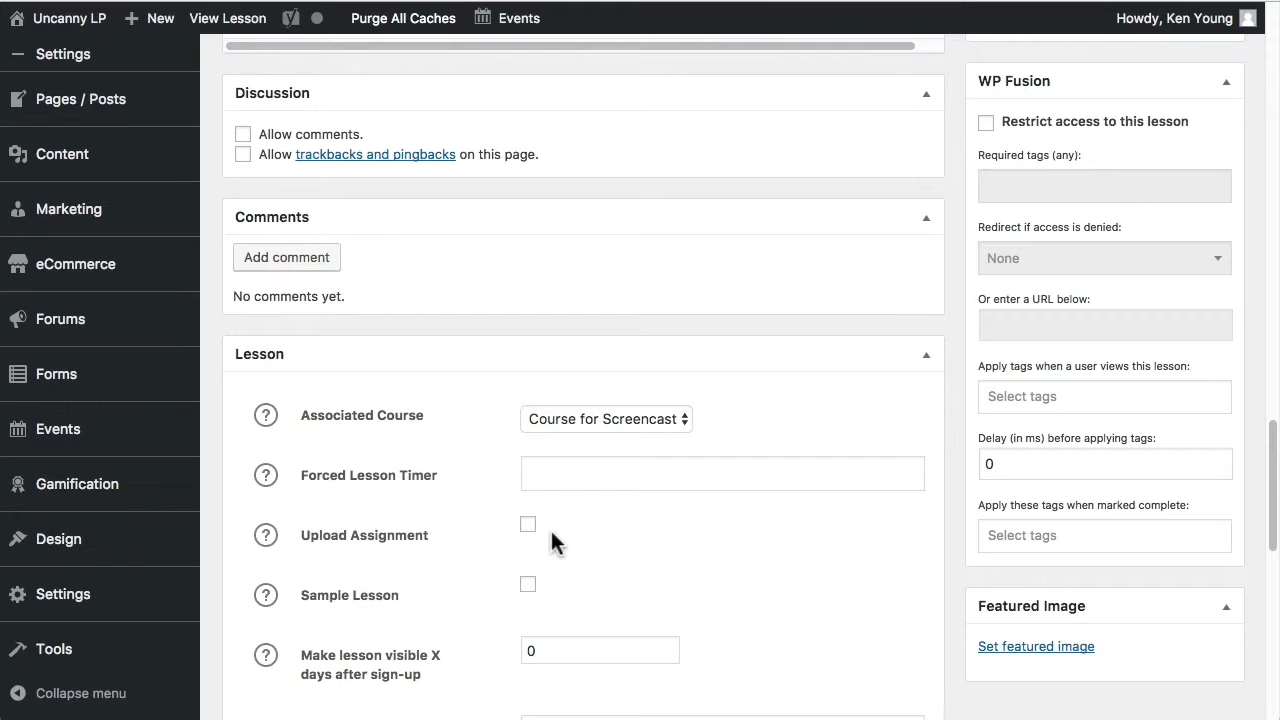 Uncanny LP
New
View Lesson
Purge All Caches
Events
Howdy, Ken Young
Settings
Pages / Posts
Content
Marketing
eCommerce
Forums
Forms
Events
Gamification
Design
Settings
Tools
Collapse menu
Discussion
Allow comments.
Allow trackbacks and pingbacks on this page.
Comments
Add comment
No comments yet.
Lesson
? Associated Course
Course for Screencast
? Forced Lesson Timer
? Upload Assignment
? Sample Lesson
? Make lesson visible X
days after sign-up
0
WP Fusion
Restrict access to this lesson
Required tags (any):
Redirect if access is denied:
None
Or enter a URL below:
Apply tags when a user views this lesson:
Select tags
Delay (in ms) before applying tags:
0
Apply these tags when marked complete:
Select tags
Featured Image
Set featured image